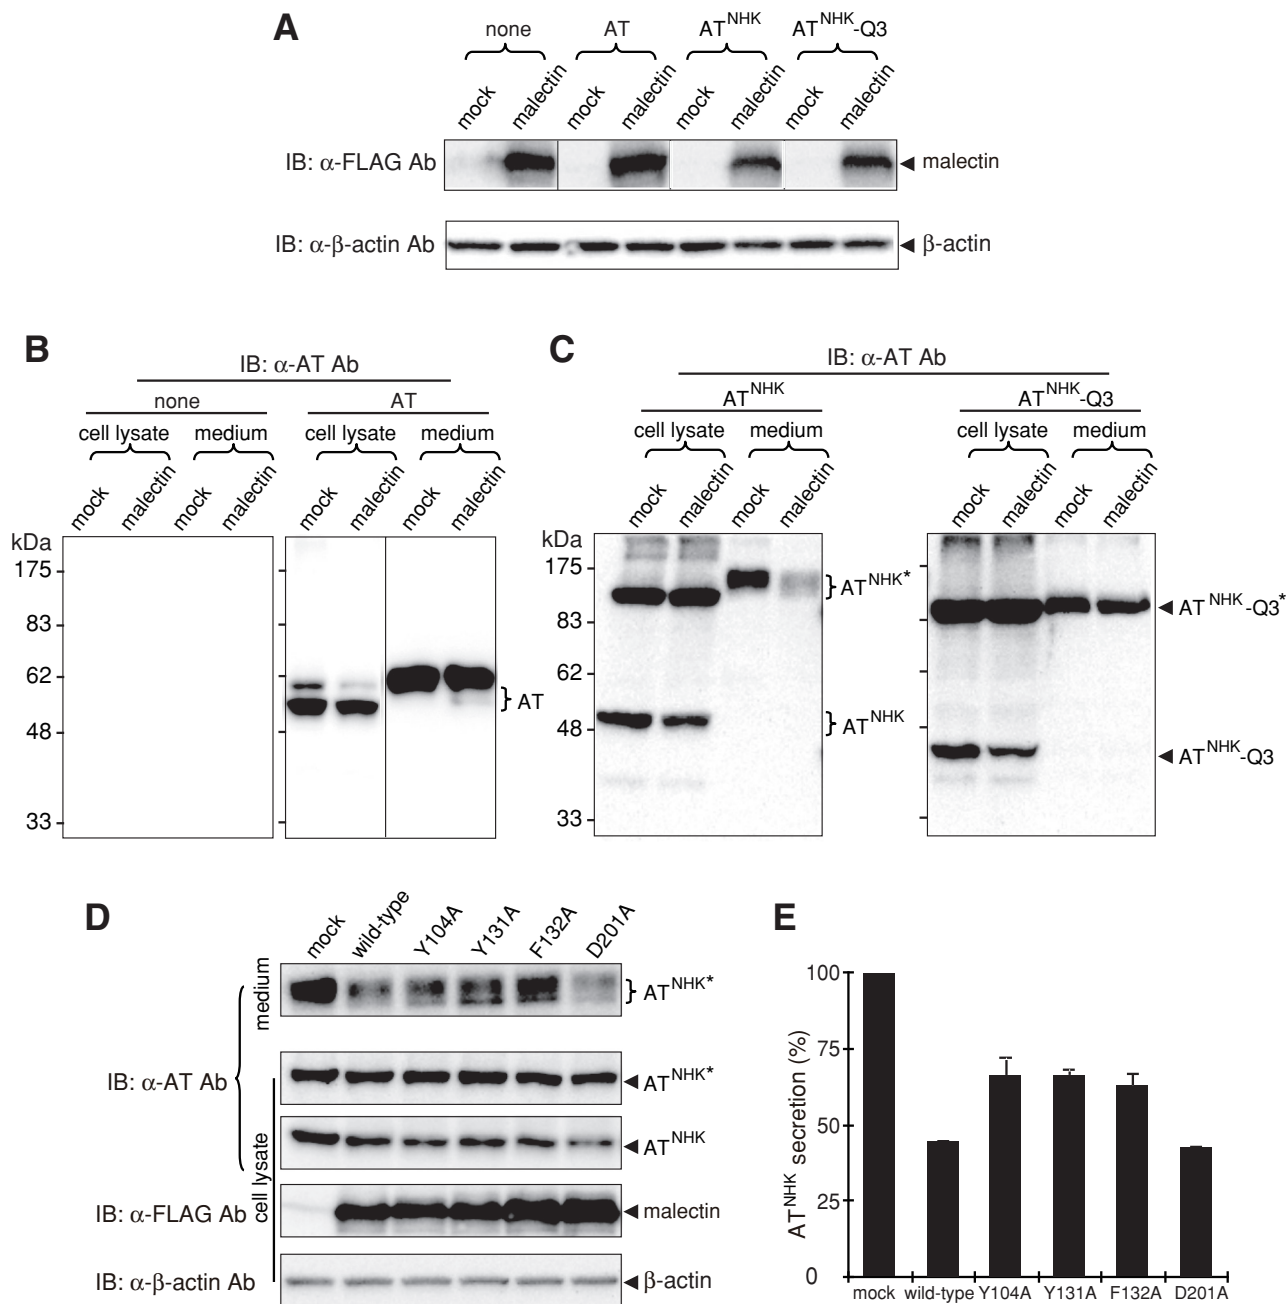 A
none AT AT^NHK AT^NHK-Q3
mock malectin mock malectin mock malectin mock malectin
IB: α-FLAG Ab malectin
IB: α-β-actin Ab β-actin
B
IB: α-AT Ab
none AT
cell lysate medium cell lysate medium
mock malectin mock malectin mock malectin mock malectin
kDa
175
83
62
AT
48
33
C
IB: α-AT Ab
AT^NHK AT^NHK-Q3
cell lysate medium cell lysate medium
mock malectin mock malectin mock malectin mock malectin
kDa
175
AT^NHK*
AT^NHK-Q3*
83
62
48
AT^NHK
AT^NHK-Q3
33
D
mock wild-type Y104A Y131A F132A D201A
IB: α-AT Ab
medium
AT^NHK*
cell lysate
AT^NHK*
AT^NHK
IB: α-FLAG Ab malectin
IB: α-β-actin Ab β-actin
E
AT^NHK secretion (%)
100
75
50
25
0
mock wild-type Y104A Y131A F132A D201A